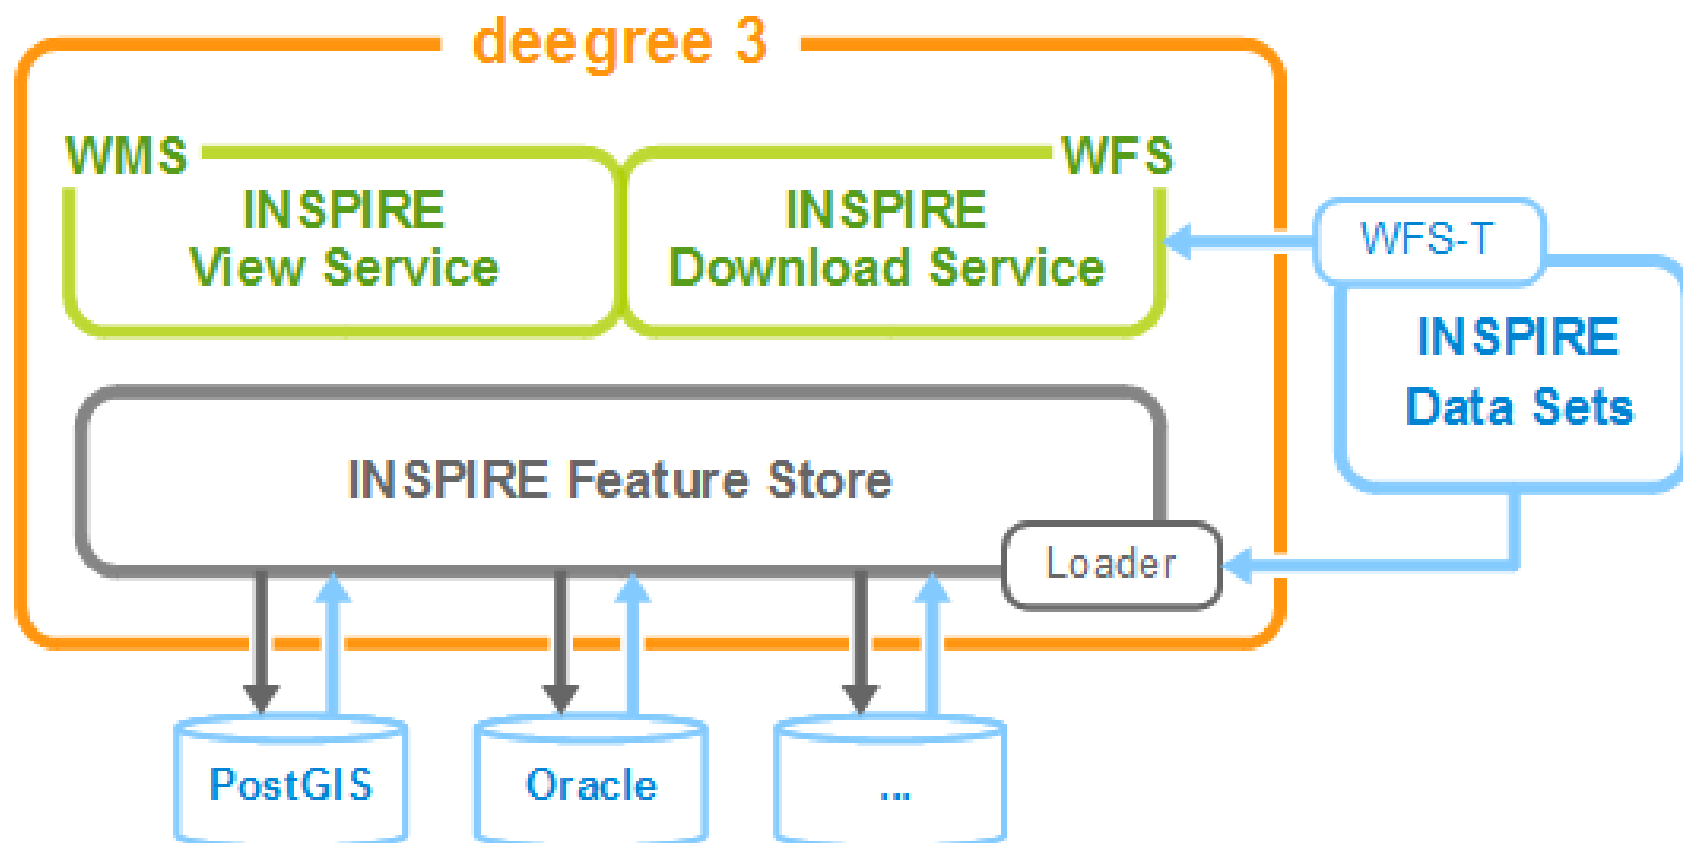 deegree 3
WMS
WFS
INSPIRE
View Service
INSPIRE
Download Service
WFS-T
INSPIRE
Data Sets
INSPIRE Feature Store
Loader
PostGIS
Oracle
...